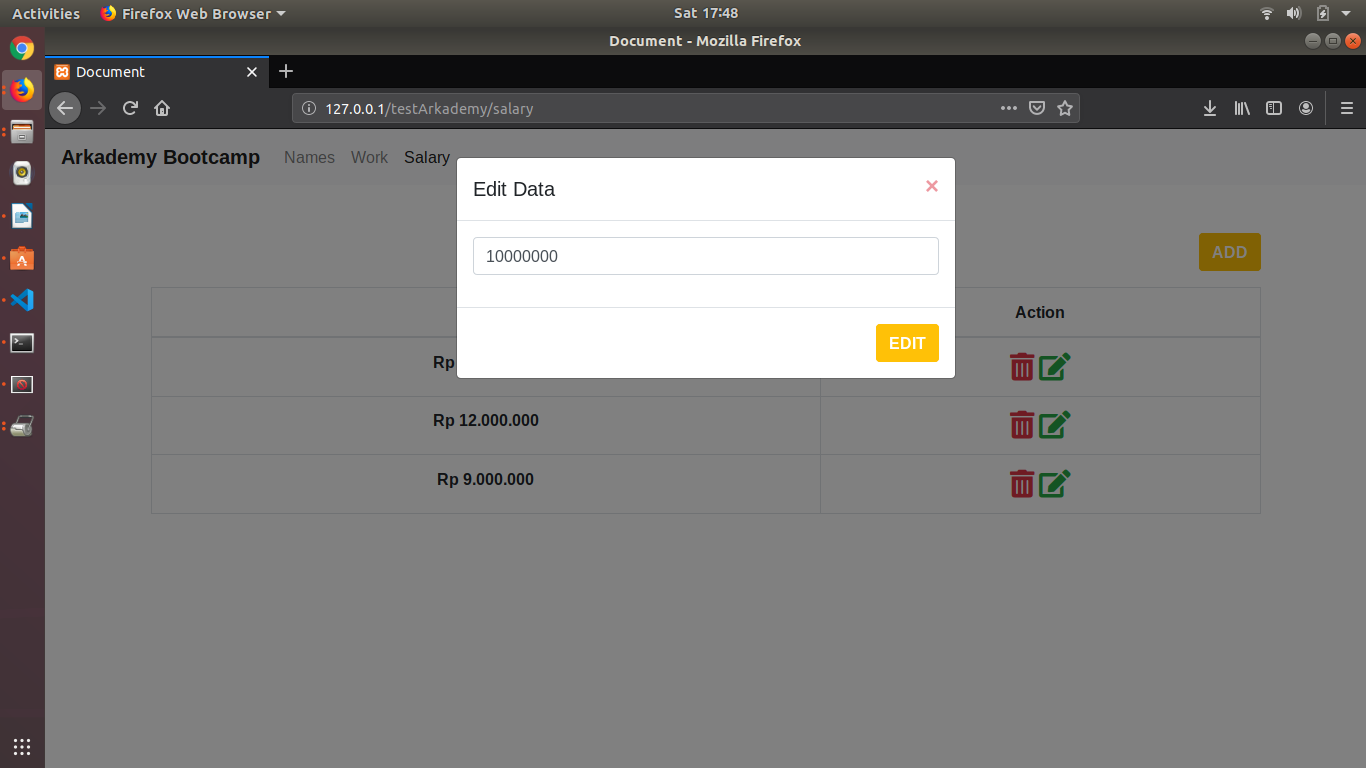 Activities Firefox Web Browser Sat 17:48
Document - Mozilla Firefox
Document
127.0.0.1/testArkademy/salary
Arkademy Bootcamp Names Work Salary
Edit Data ×
10000000
EDIT
ADD
Action
Rp
Rp 12.000.000
Rp 9.000.000